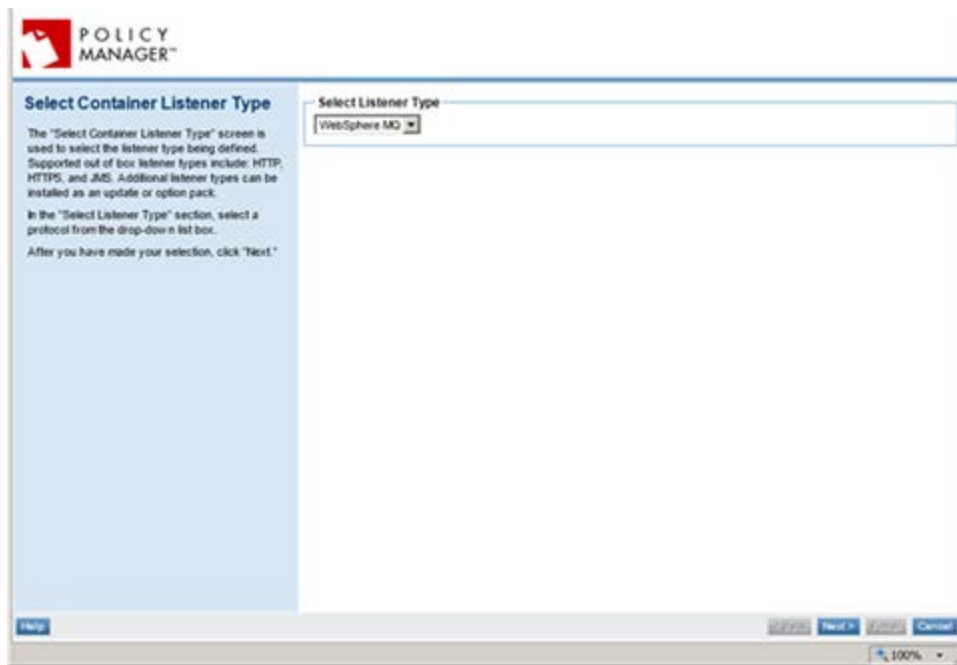 POLICY
MANAGER™
Select Container Listener Type
The "Select Container Listener Type" screen is
used to select the listener type being defined.
Supported out of box listener types include: HTTP,
HTTPS, and JMS. Additional listener types can be
installed as an update or option pack.
In the "Select Listener Type" section, select a
protocol from the drop-down list box.
After you have made your selection, click "Next."
Select Listener Type
WebSphere MQ
Help
Next >
Cancel
100%